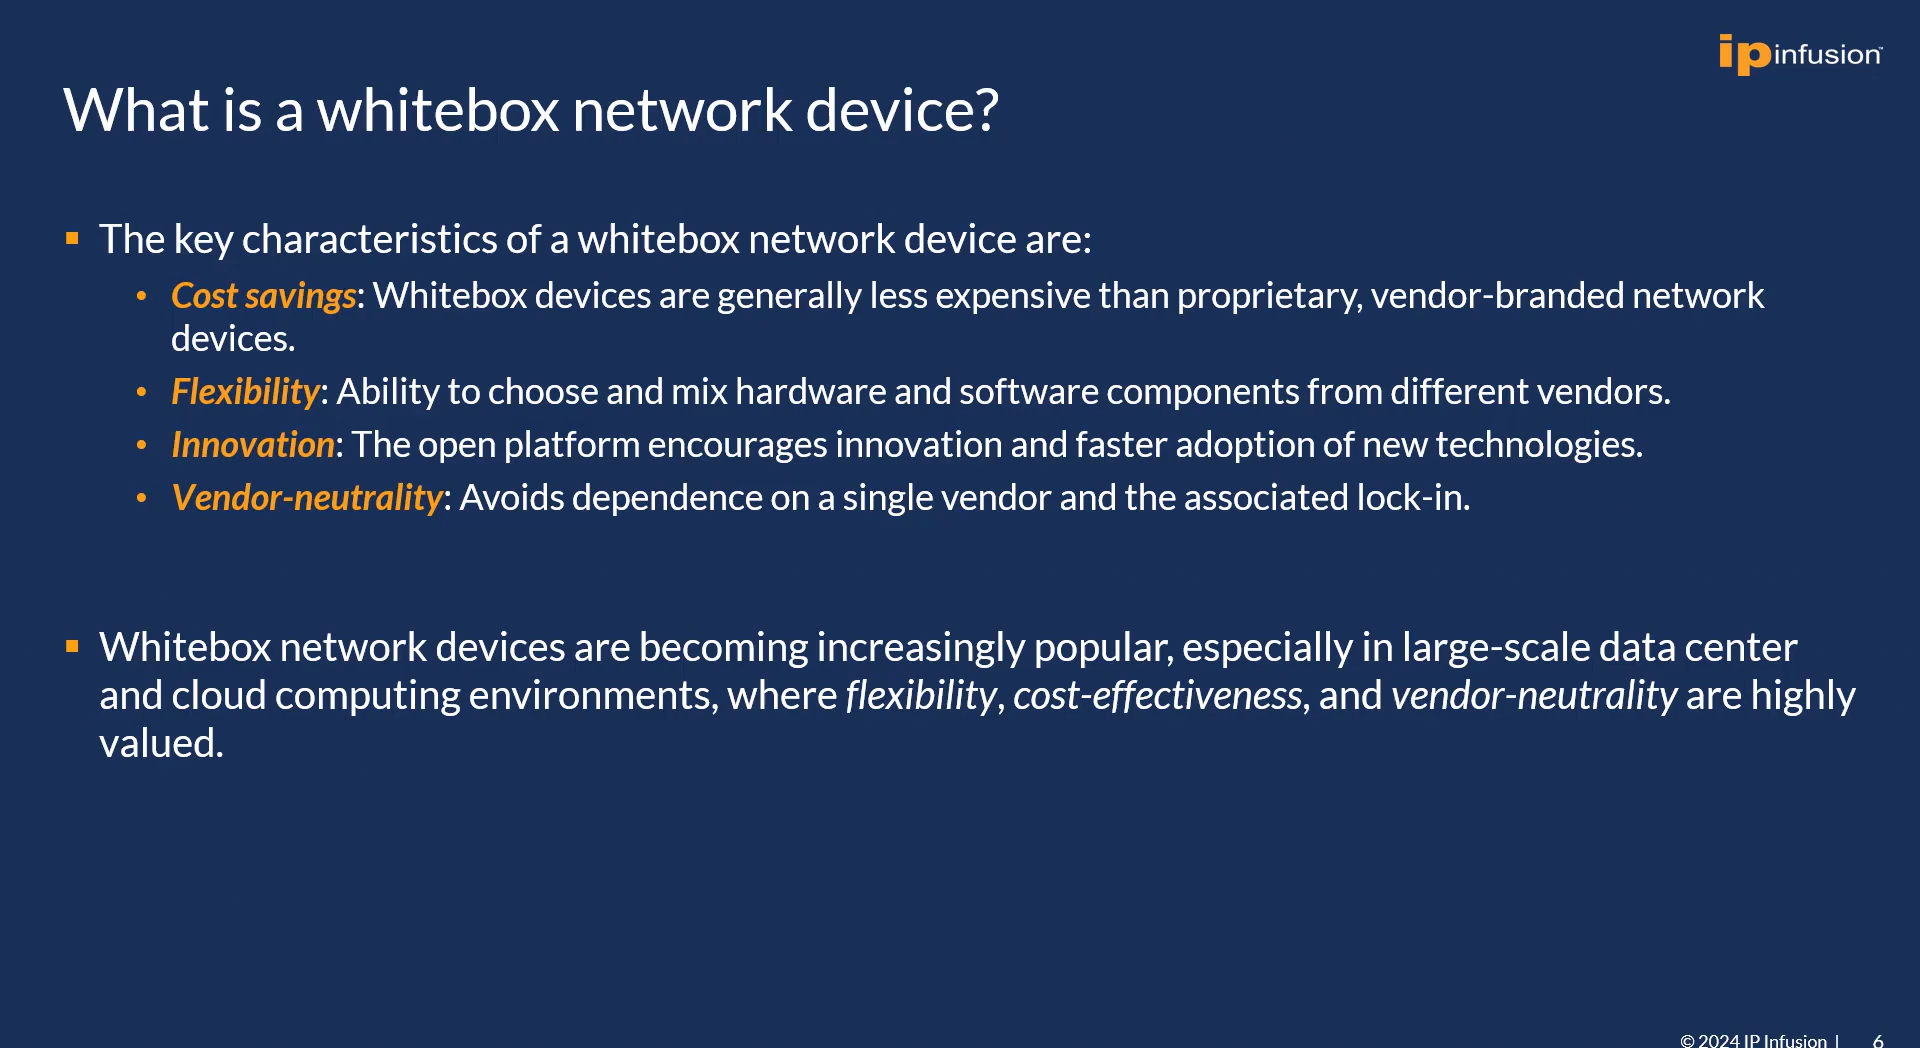 ip infusion™
What is a whitebox network device?
▪ The key characteristics of a whitebox network device are:
• Cost savings: Whitebox devices are generally less expensive than proprietary, vendor-branded network
devices.
• Flexibility: Ability to choose and mix hardware and software components from different vendors.
• Innovation: The open platform encourages innovation and faster adoption of new technologies.
• Vendor-neutrality: Avoids dependence on a single vendor and the associated lock-in.
▪ Whitebox network devices are becoming increasingly popular, especially in large-scale data center
and cloud computing environments, where flexibility, cost-effectiveness, and vendor-neutrality are highly
valued.
© 2024 IP Infusion | 6